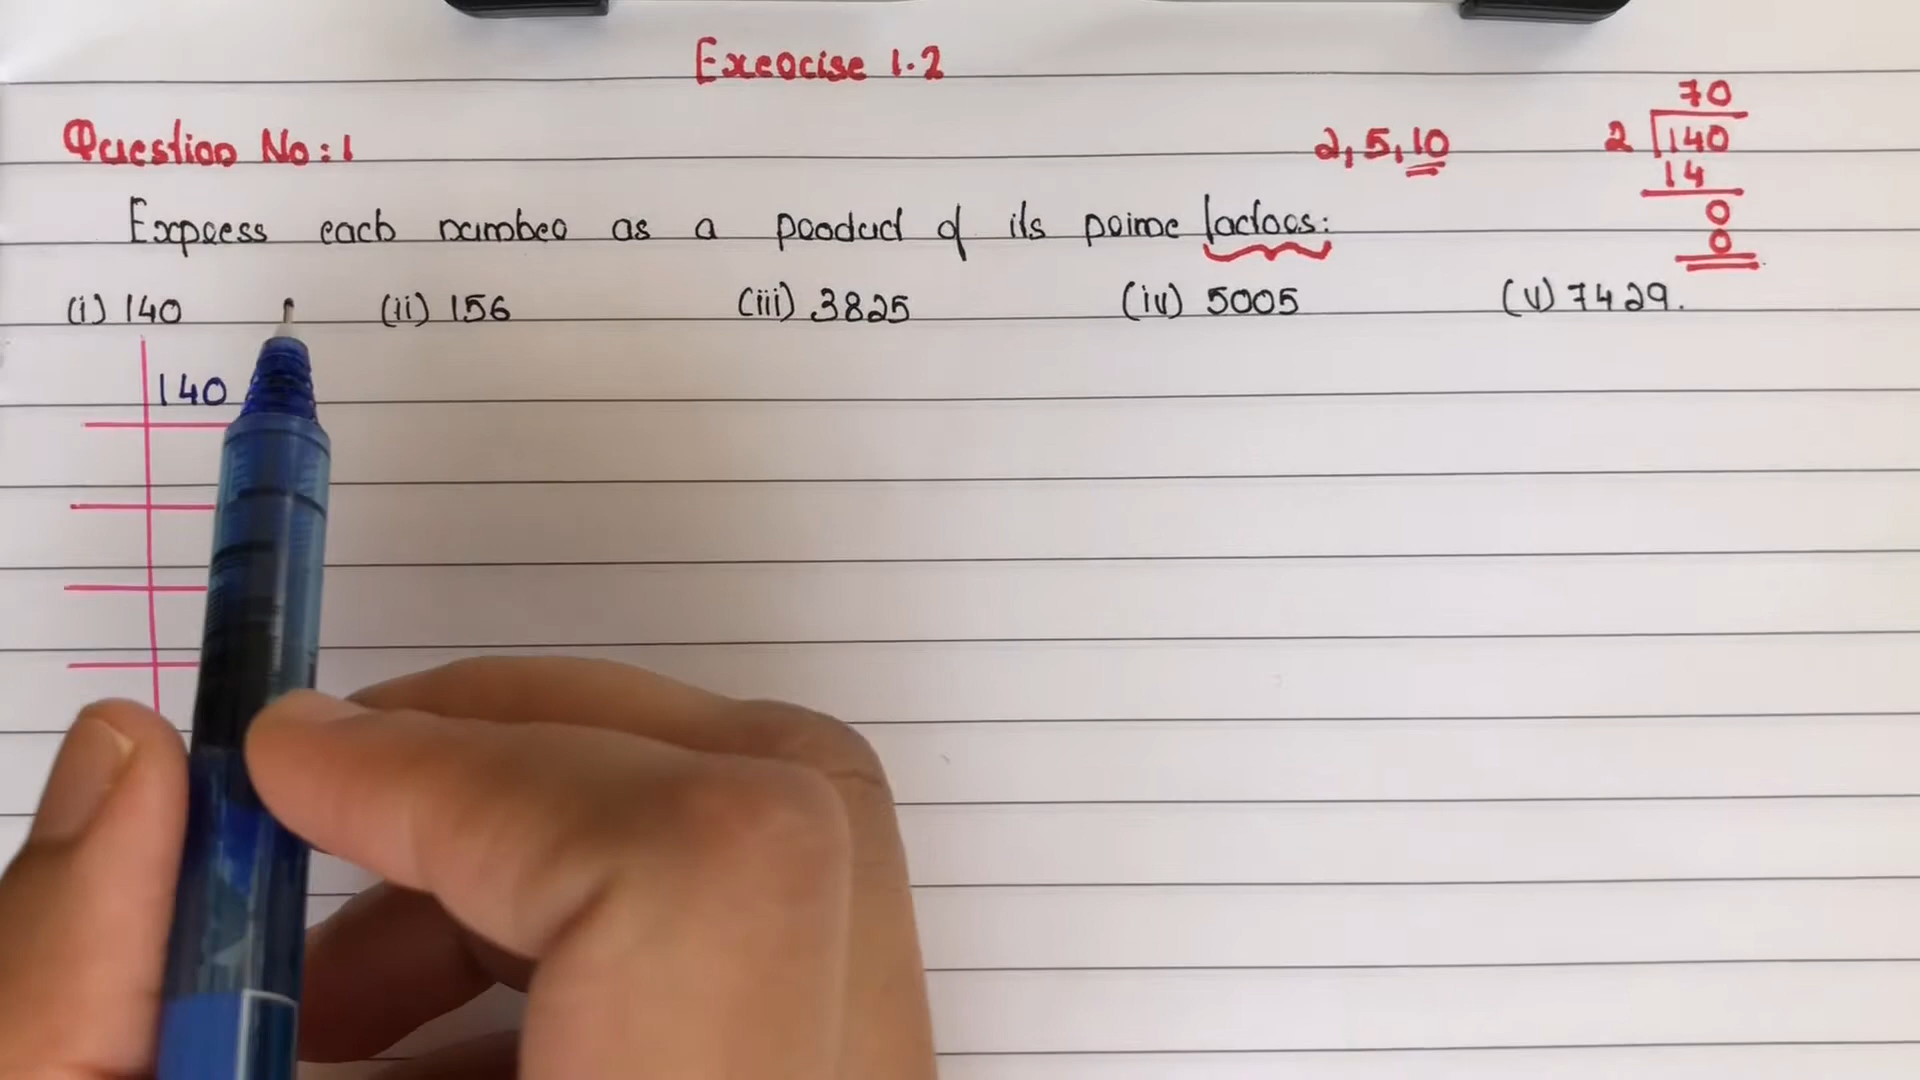 Exercise 1.2
Question No: 1
2, 5, 10
Express each number as a product of its prime factors:
(i) 140 (ii) 156 (iii) 3825 (iv) 5005 (v) 7429.
140
70
2 140
14
0
0